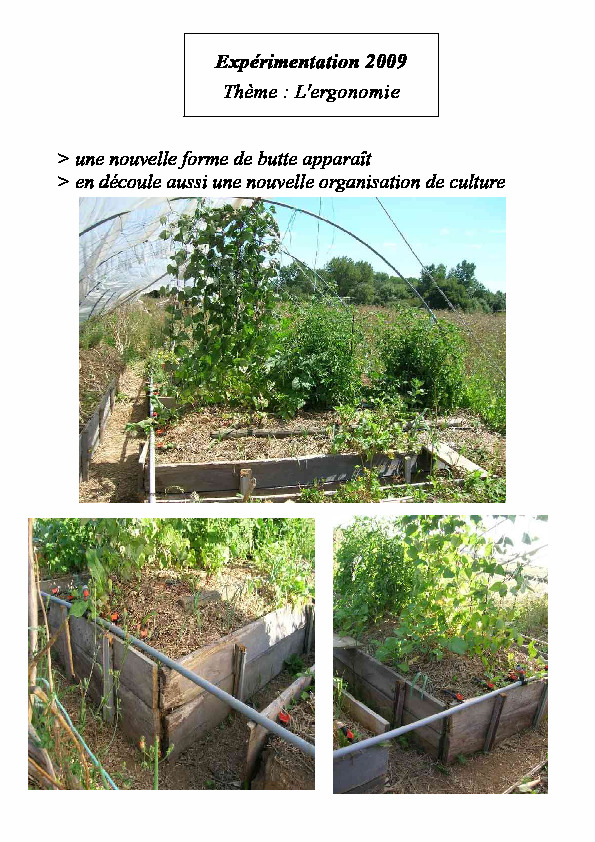 Expérimentation 2009
Thème : L'ergonomie
> une nouvelle forme de butte apparaît
> en découle aussi une nouvelle organisation de culture